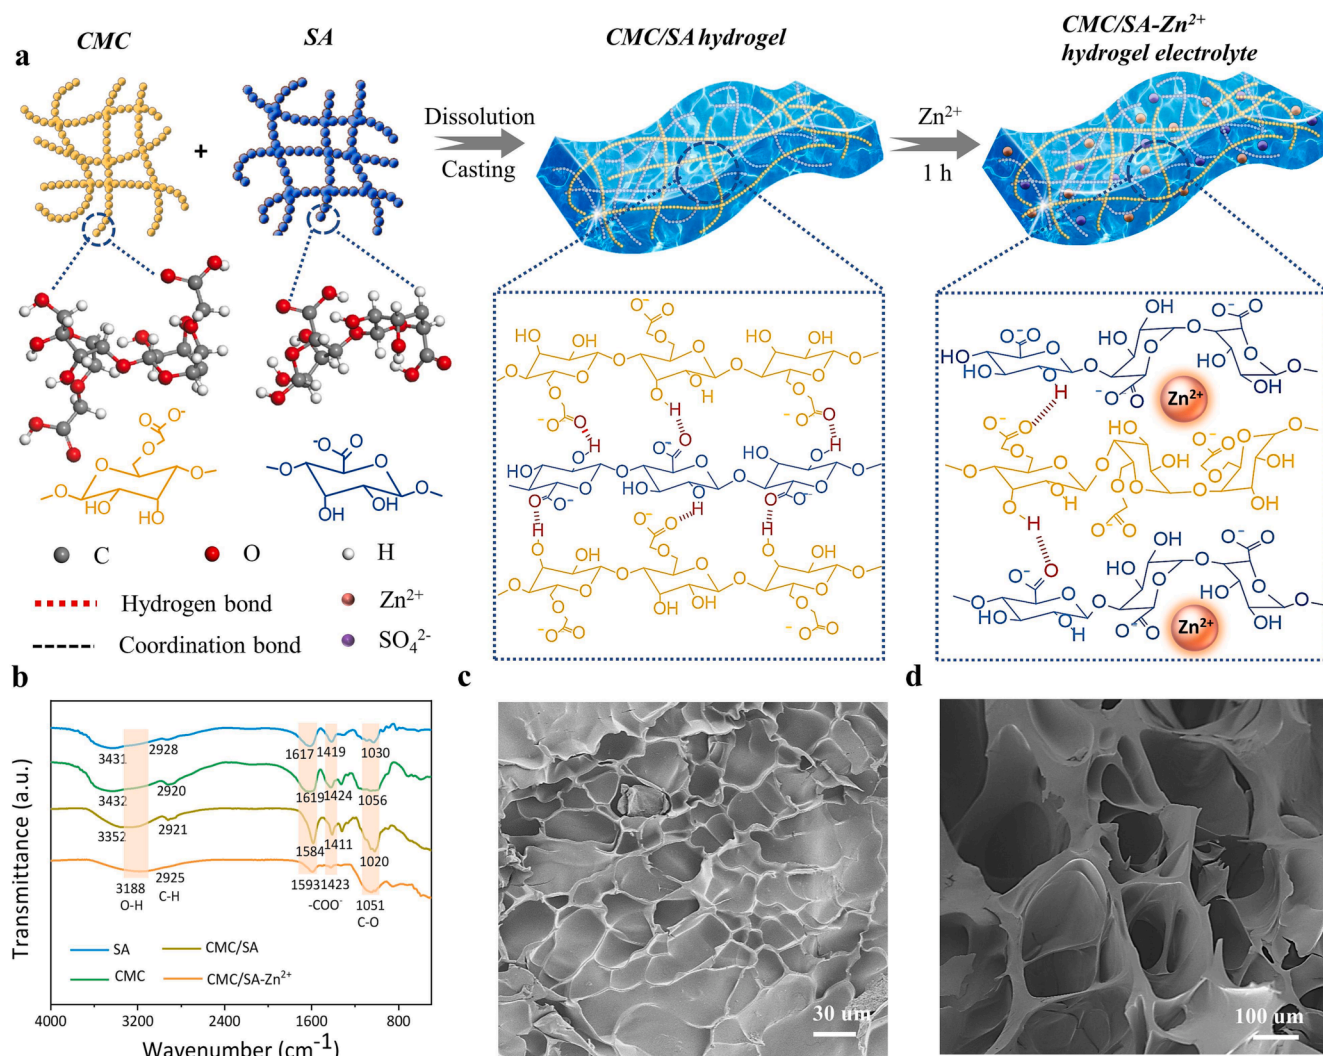 a
CMC
SA
CMC/SA hydrogel
CMC/SA-Zn²⁺
hydrogel electrolyte
+
Dissolution
Casting
Zn²⁺
1 h
C
O
H
Hydrogen bond
Zn²⁺
Coordination bond
SO₄²⁻
Zn²⁺
Zn²⁺
b
Transmittance (a.u.)
3431
2928
1617
1419
1030
3432
2920
1619
1424
1056
3352
2921
1584
1411
1020
3188
2925
1593
1423
1051
O-H
C-H
-COO⁻
C-O
SA
CMC/SA
CMC
CMC/SA-Zn²⁺
4000
3200
2400
1600
800
Wavenumber (cm⁻¹)
c
30 um
d
100 um